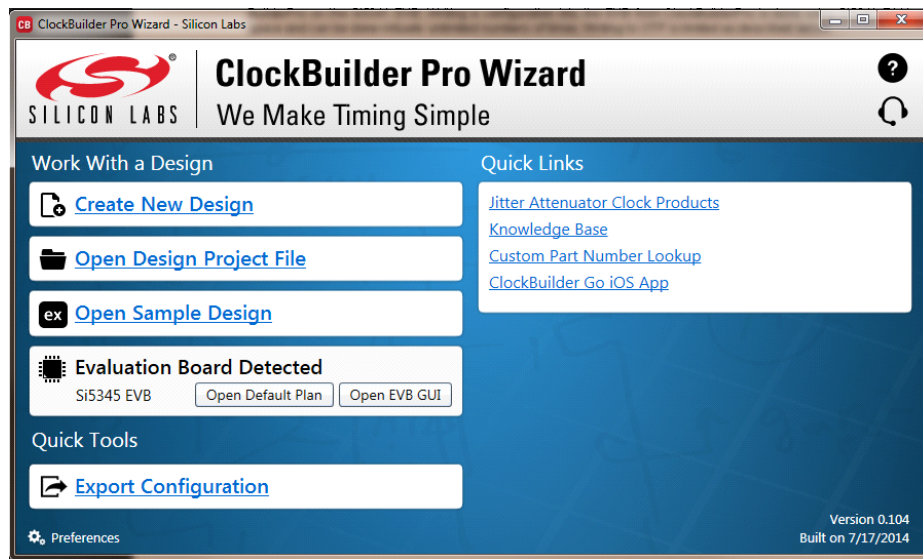 CB ClockBuilder Pro Wizard - Silicon Labs
SILICON LABS
®
ClockBuilder Pro Wizard
We Make Timing Simple
?
Work With a Design
Create New Design
Open Design Project File
ex Open Sample Design
Evaluation Board Detected
Si5345 EVB Open Default Plan Open EVB GUI
Quick Tools
Export Configuration
Preferences
Quick Links
Jitter Attenuator Clock Products
Knowledge Base
Custom Part Number Lookup
ClockBuilder Go iOS App
Version 0.104
Built on 7/17/2014